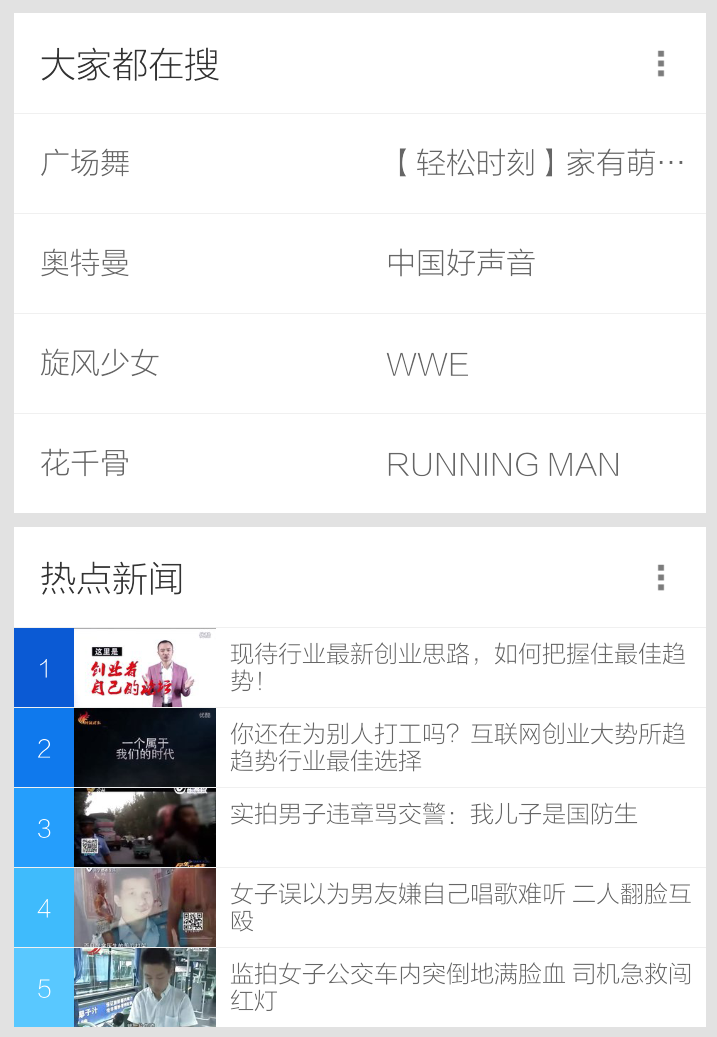 大家都在搜
广场舞
【轻松时刻】家有萌…
奥特曼
中国好声音
旋风少女
WWE
花千骨
RUNNING MAN
热点新闻
1
这里是
创业者
自己的论坛
优酷
现待行业最新创业思路，如何把握住最佳趋
势！
2
一个属于
我们的时代
优酷
你还在为别人打工吗？互联网创业大势所趋
趋势行业最佳选择
3
实拍男子违章骂交警：我儿子是国防生
4
女子误以为男友嫌自己唱歌难听 二人翻脸互
殴
5
监拍女子公交车内突倒地满脸血 司机急救闯
红灯